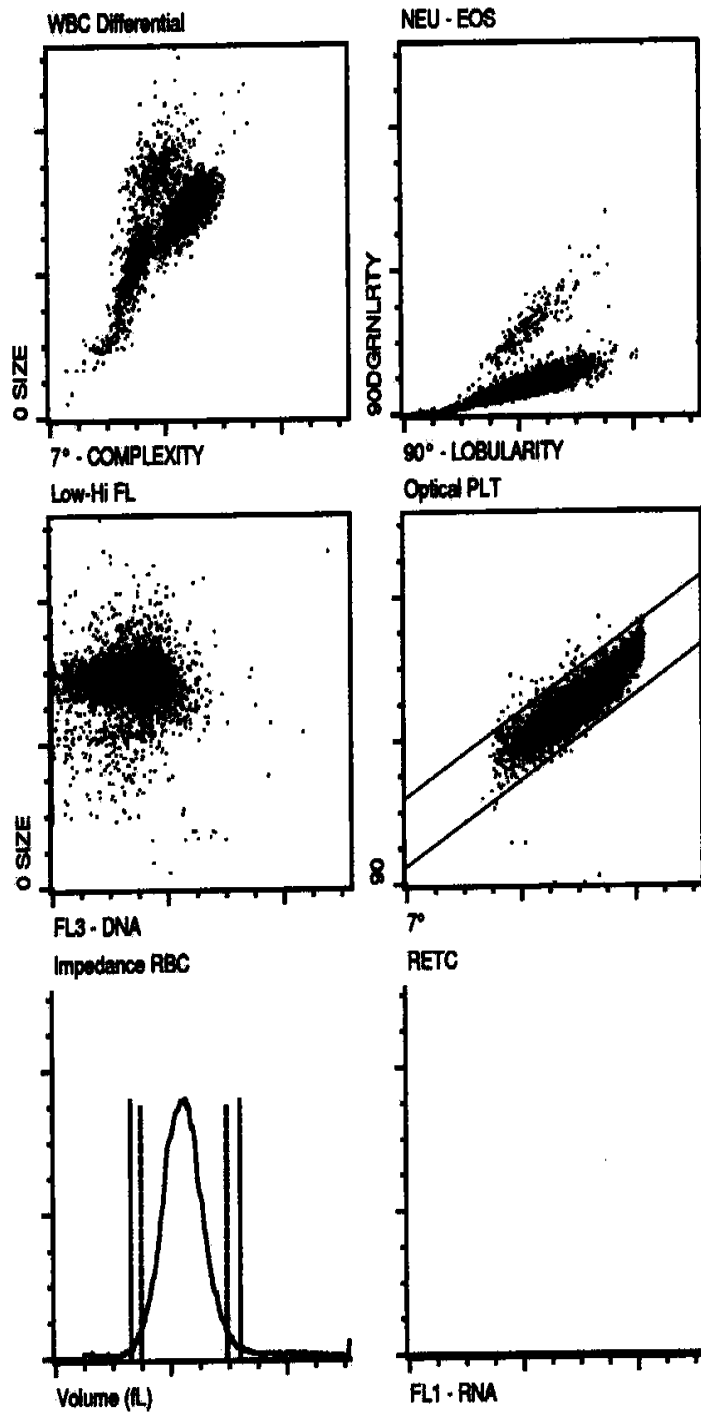 WBC Differential
0 SIZE
7° - COMPLEXITY
NEU - EOS
90DGRNLRTY
90° - LOBULARITY
Low-Hi FL
0 SIZE
FL3 - DNA
Optical PLT
90
7°
Impedance RBC
Volume (fL)
RETC
FL1 - RNA